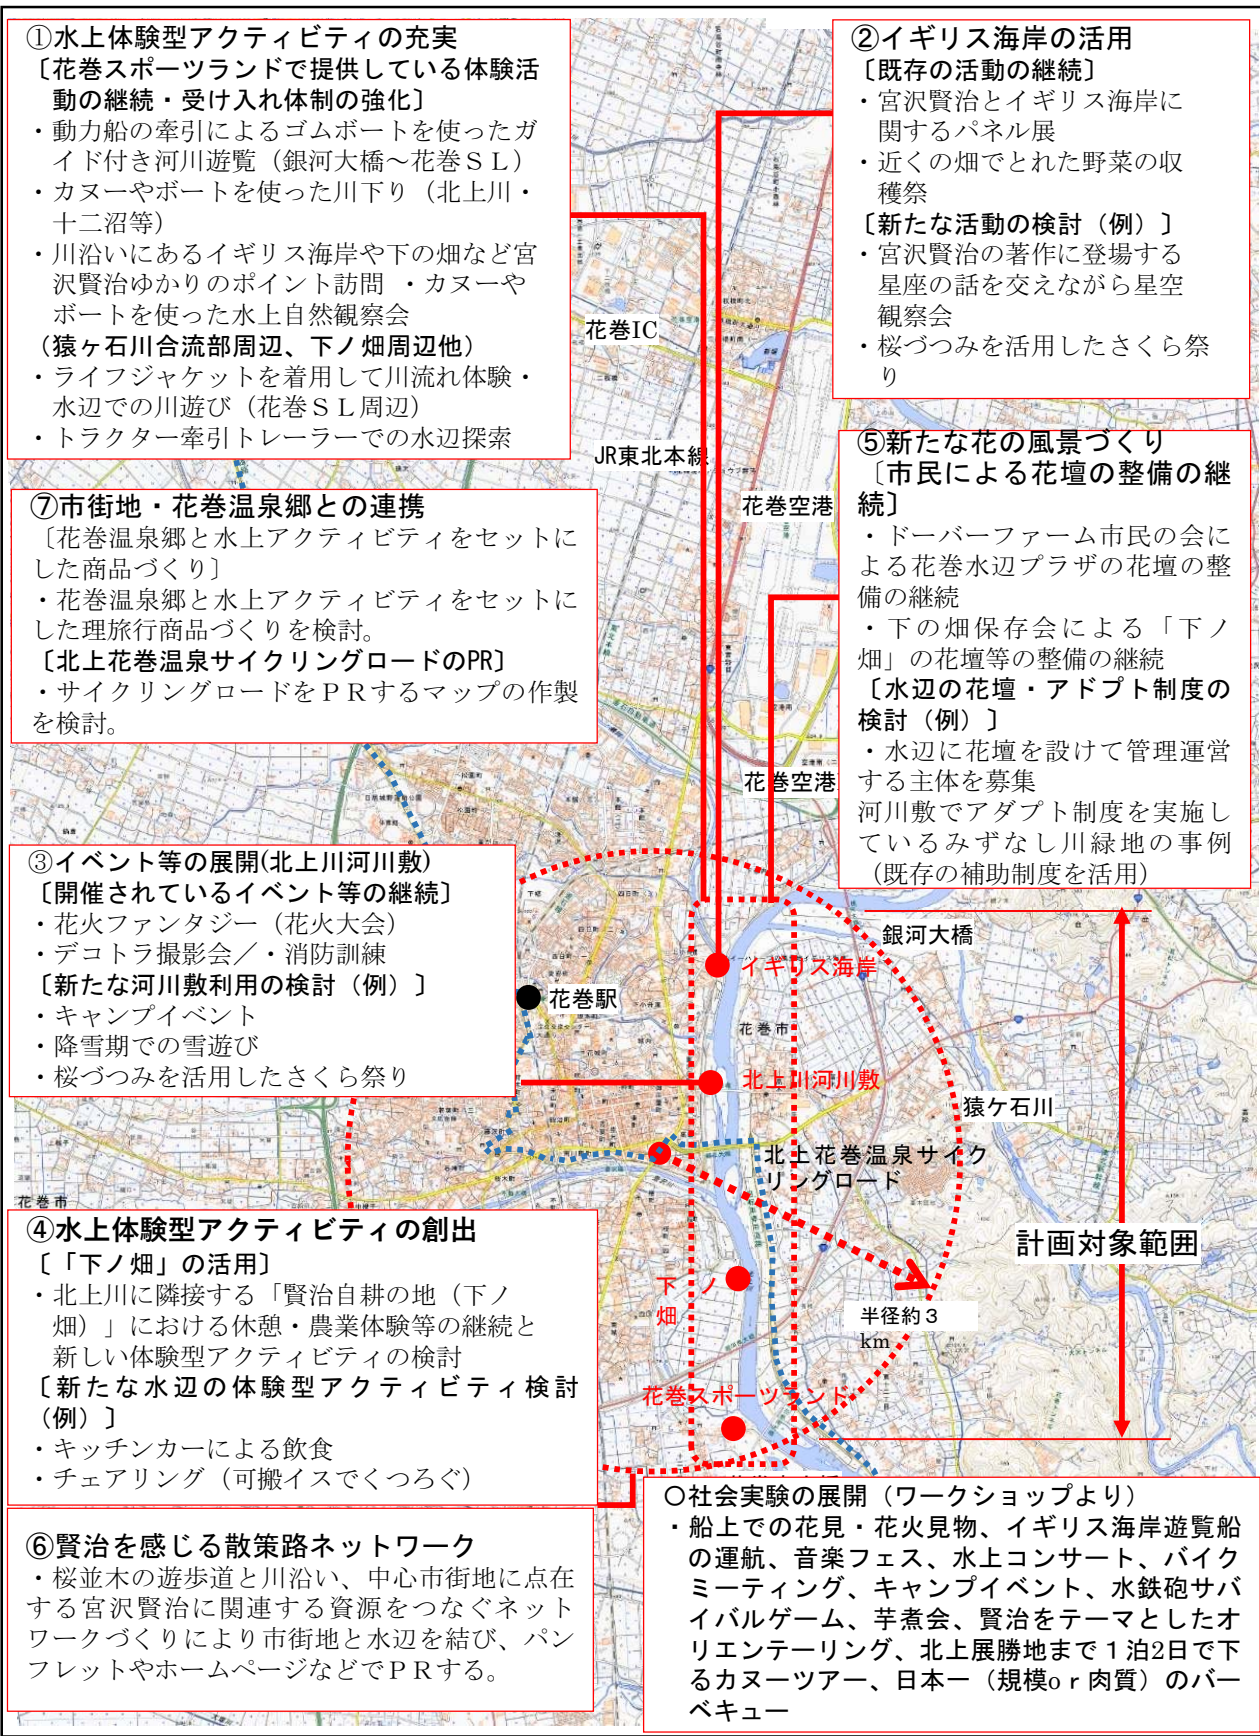 ①水上体験型アクティビティの充実
〔花巻スポーツランドで提供している体験活
動の継続・受け入れ体制の強化〕
・動力船の牽引によるゴムボートを使ったガ
イド付き河川遊覧（銀河大橋～花巻ＳＬ）
・カヌーやボートを使った川下り（北上川・
十二沼等）
・川沿いにあるイギリス海岸や下の畑など宮
沢賢治ゆかりのポイント訪問 ・カヌーや
ボートを使った水上自然観察会
（猿ヶ石川合流部周辺、下ノ畑周辺他）
・ライフジャケットを着用して川流れ体験・
水辺での川遊び（花巻ＳＬ周辺）
・トラクター牽引トレーラーでの水辺探索
②イギリス海岸の活用
〔既存の活動の継続〕
・宮沢賢治とイギリス海岸に
関するパネル展
・近くの畑でとれた野菜の収
穫祭
〔新たな活動の検討（例）〕
・宮沢賢治の著作に登場する
星座の話を交えながら星空
観察会
・桜づつみを活用したさくら祭
り
花巻IC
JR東北本線
花巻空港
花巻空港
⑦市街地・花巻温泉郷との連携
〔花巻温泉郷と水上アクティビティをセットに
した商品づくり〕
・花巻温泉郷と水上アクティビティをセットに
した理旅行商品づくりを検討。
〔北上花巻温泉サイクリングロードのPR〕
・サイクリングロードをＰＲするマップの作製
を検討。
⑤新たな花の風景づくり
〔市民による花壇の整備の継
続〕
・ドーバーファーム市民の会に
よる花巻水辺プラザの花壇の整
備の継続
・下の畑保存会による「下ノ
畑」の花壇等の整備の継続
〔水辺の花壇・アドプト制度の
検討（例）〕
・水辺に花壇を設けて管理運営
する主体を募集
河川敷でアダプト制度を実施し
ているみずなし川緑地の事例
（既存の補助制度を活用）
③イベント等の展開(北上川河川敷)
〔開催されているイベント等の継続〕
・花火ファンタジー（花火大会）
・デコトラ撮影会／・消防訓練
〔新たな河川敷利用の検討（例）〕
・キャンプイベント
・降雪期での雪遊び
・桜づつみを活用したさくら祭り
銀河大橋
イギリス海岸
花巻駅
花巻市
北上川河川敷
猿ケ石川
北上花巻温泉サイク
リングロード
花巻市
計画対象範囲
下ノ
畑
半径約３
km
花巻スポーツランド
④水上体験型アクティビティの創出
〔「下ノ畑」の活用〕
・北上川に隣接する「賢治自耕の地（下ノ
畑）」における休憩・農業体験等の継続と
新しい体験型アクティビティの検討
〔新たな水辺の体験型アクティビティ検討
（例）〕
・キッチンカーによる飲食
・チェアリング（可搬イスでくつろぐ）
⑥賢治を感じる散策路ネットワーク
・桜並木の遊歩道と川沿い、中心市街地に点在
する宮沢賢治に関連する資源をつなぐネット
ワークづくりにより市街地と水辺を結び、パン
フレットやホームページなどでＰＲする。
〇社会実験の展開（ワークショップより）
・船上での花見・花火見物、イギリス海岸遊覧船
の運航、音楽フェス、水上コンサート、バイク
ミーティング、キャンプイベント、水鉄砲サバ
イバルゲーム、芋煮会、賢治をテーマとしたオ
リエンテーリング、北上展勝地まで１泊2日で下
るカヌーツアー、日本一（規模oｒ肉質）のバー
ベキュー